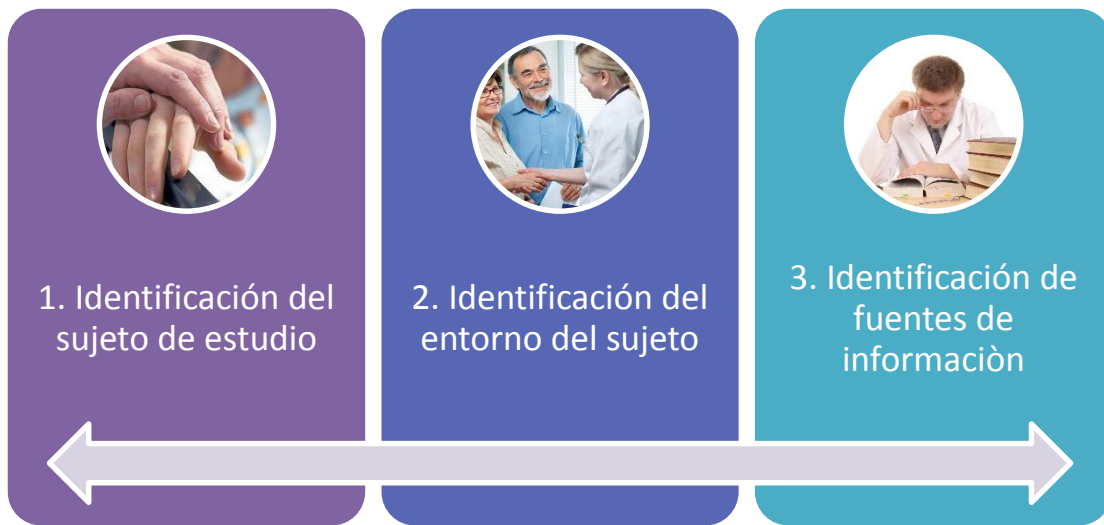 1. Identificación del
sujeto de estudio
2. Identificación del
entorno del sujeto
3. Identificación de
fuentes de
informaciòn